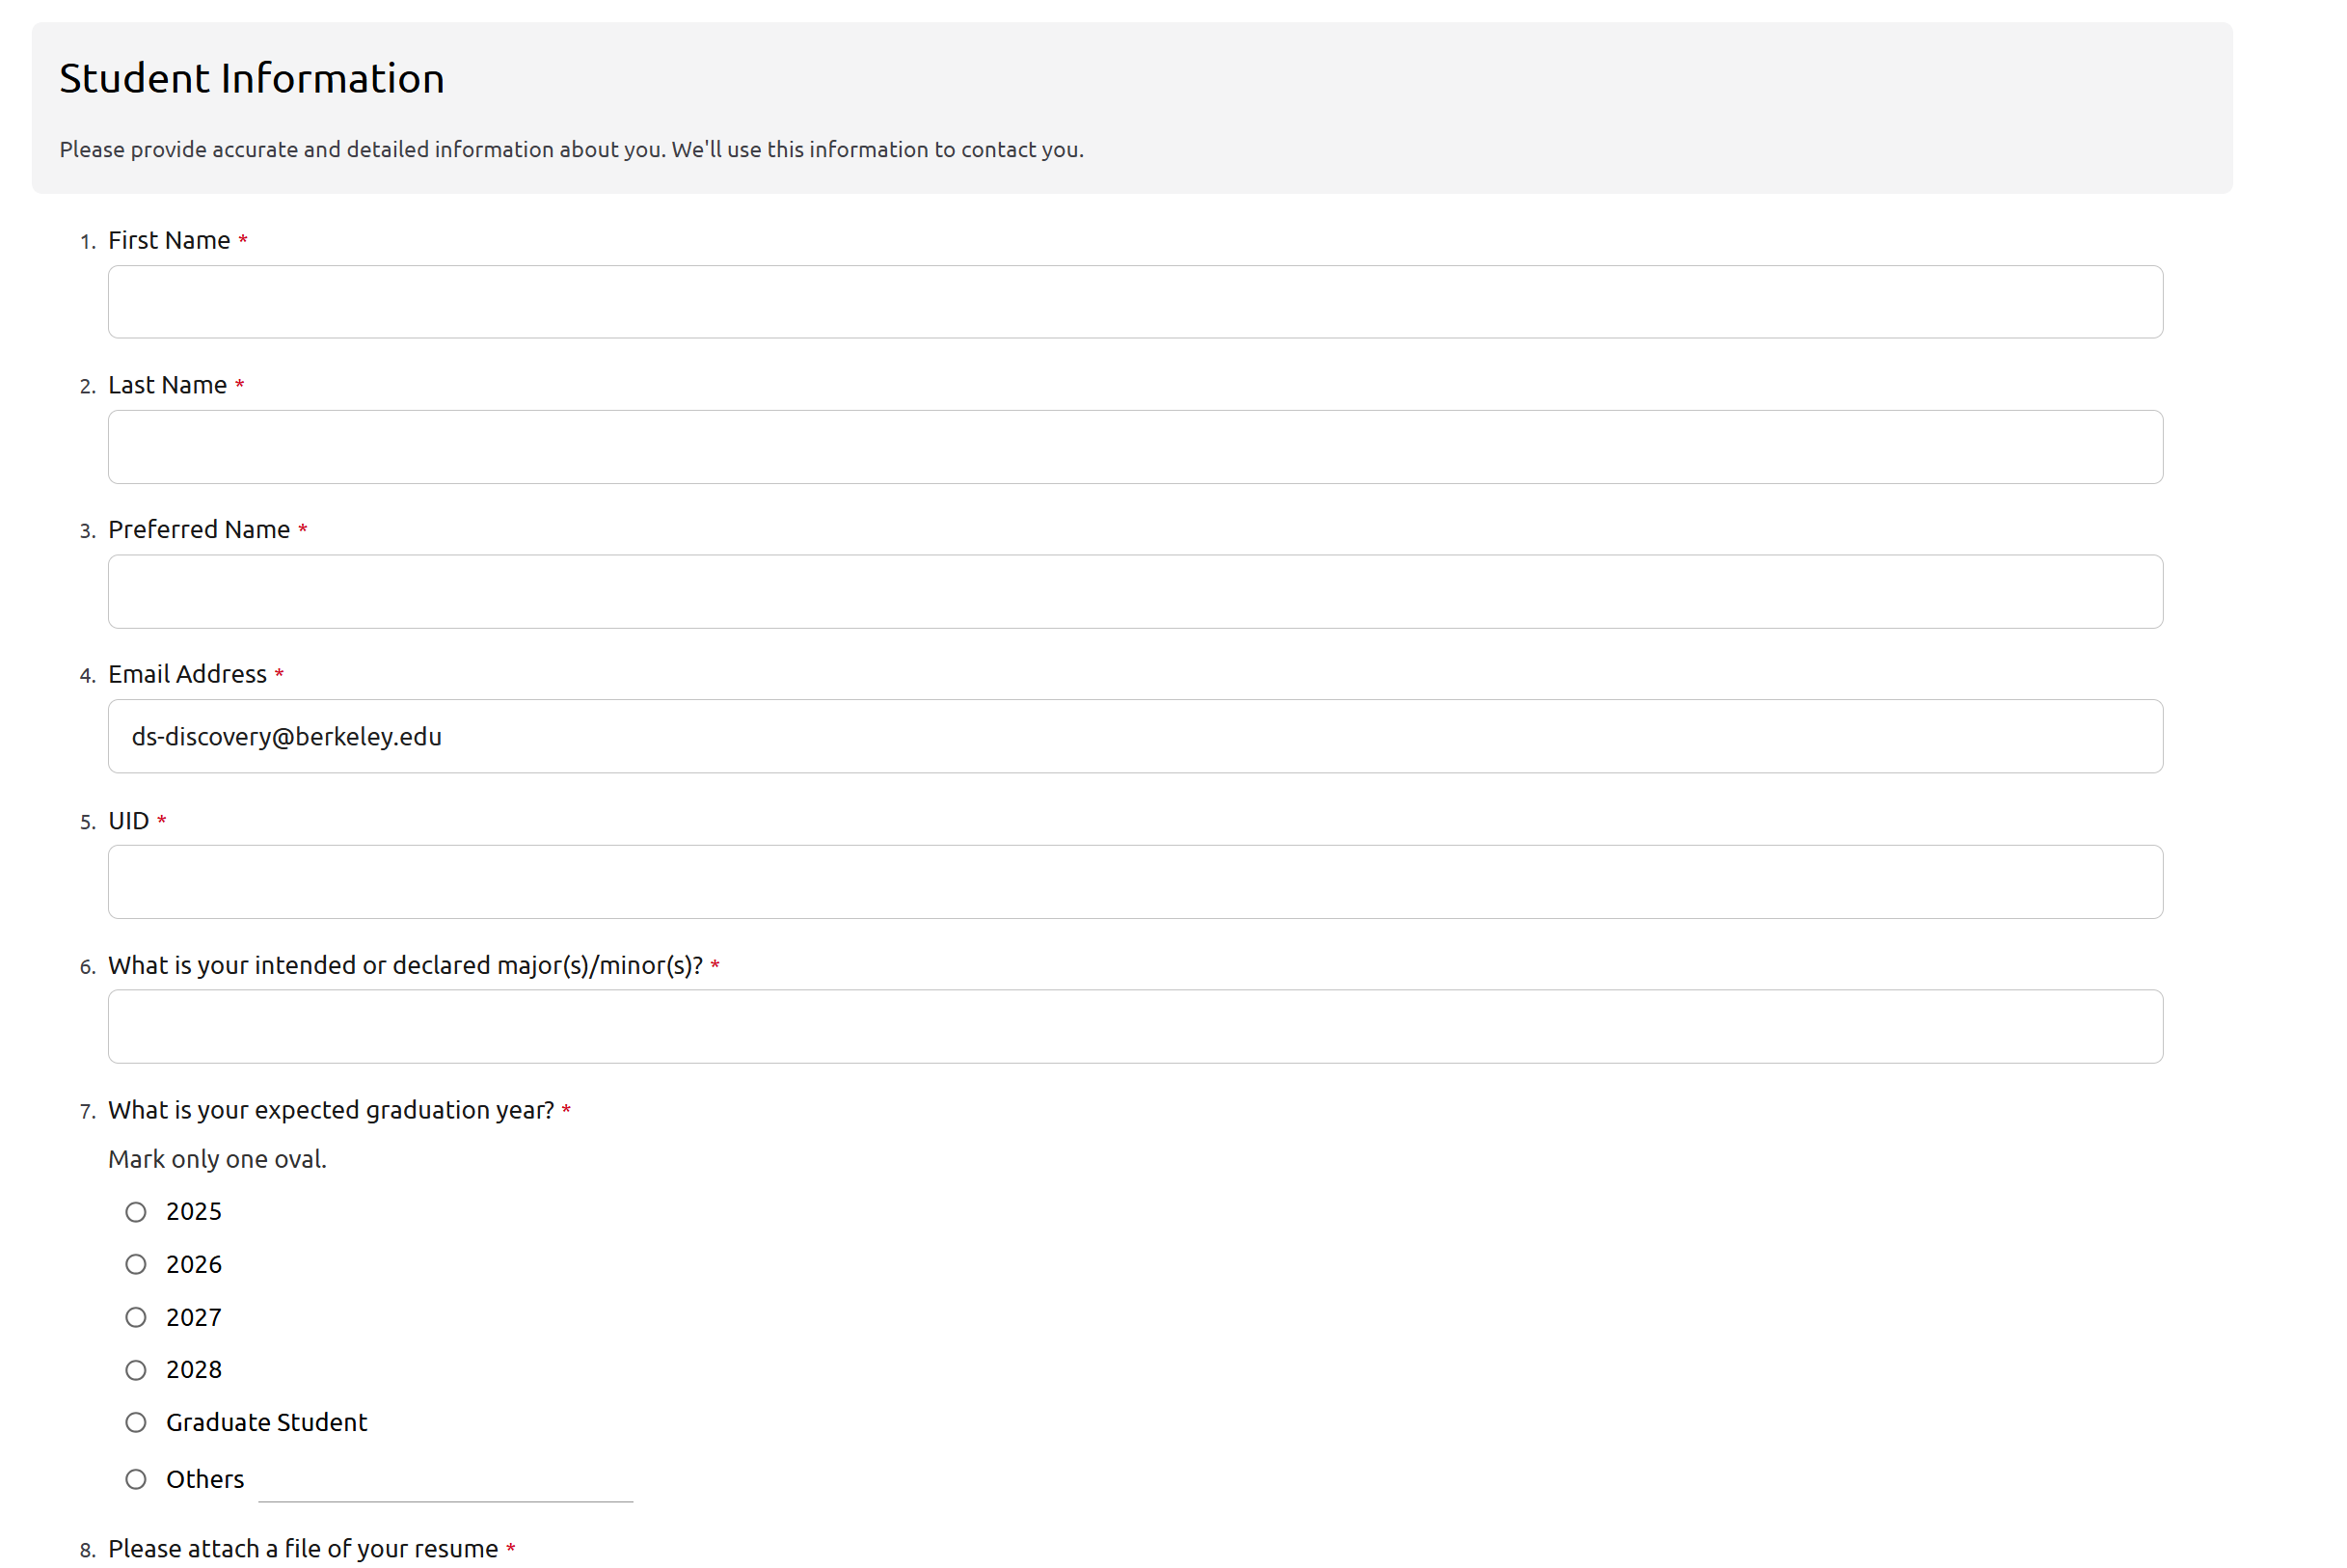 Student Information
Please provide accurate and detailed information about you. We'll use this information to contact you.
1. First Name *
2. Last Name *
3. Preferred Name *
4. Email Address *
ds-discovery@berkeley.edu
5. UID *
6. What is your intended or declared major(s)/minor(s)? *
7. What is your expected graduation year? *
Mark only one oval.
2025
2026
2027
2028
Graduate Student
Others
8. Please attach a file of your resume *